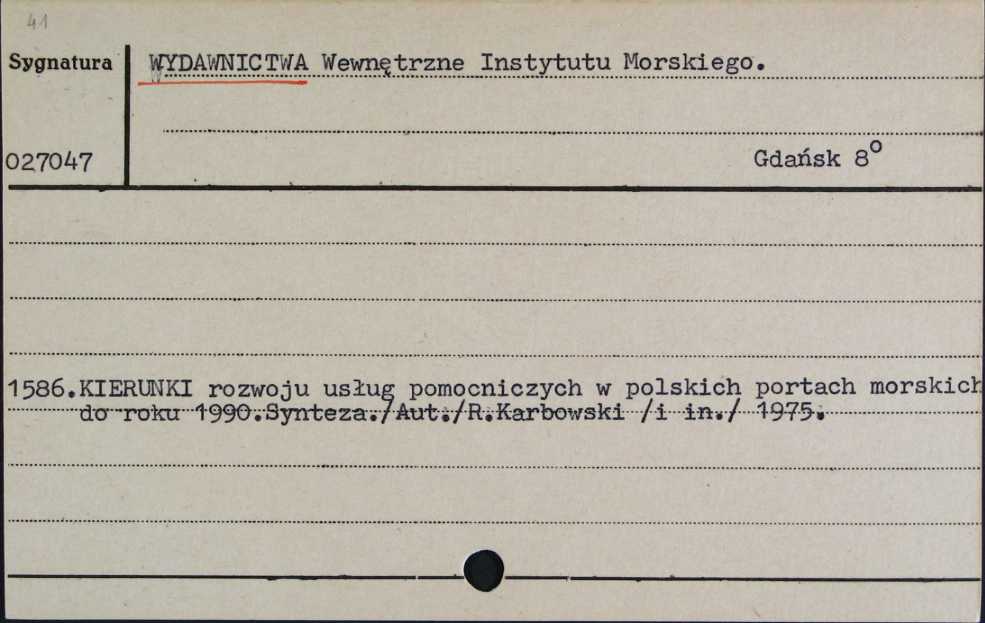 41
Sygnatura
WYDAWNICTWA Wewnętrzne Instytutu Morskiego.
027047
Gdańsk 8º
1586.KIERUNKI rozwoju usług pomocniczych w polskich portach morskich
do roku 1990.Synteza./Aut./R.Karbowski /i in./ 1975.